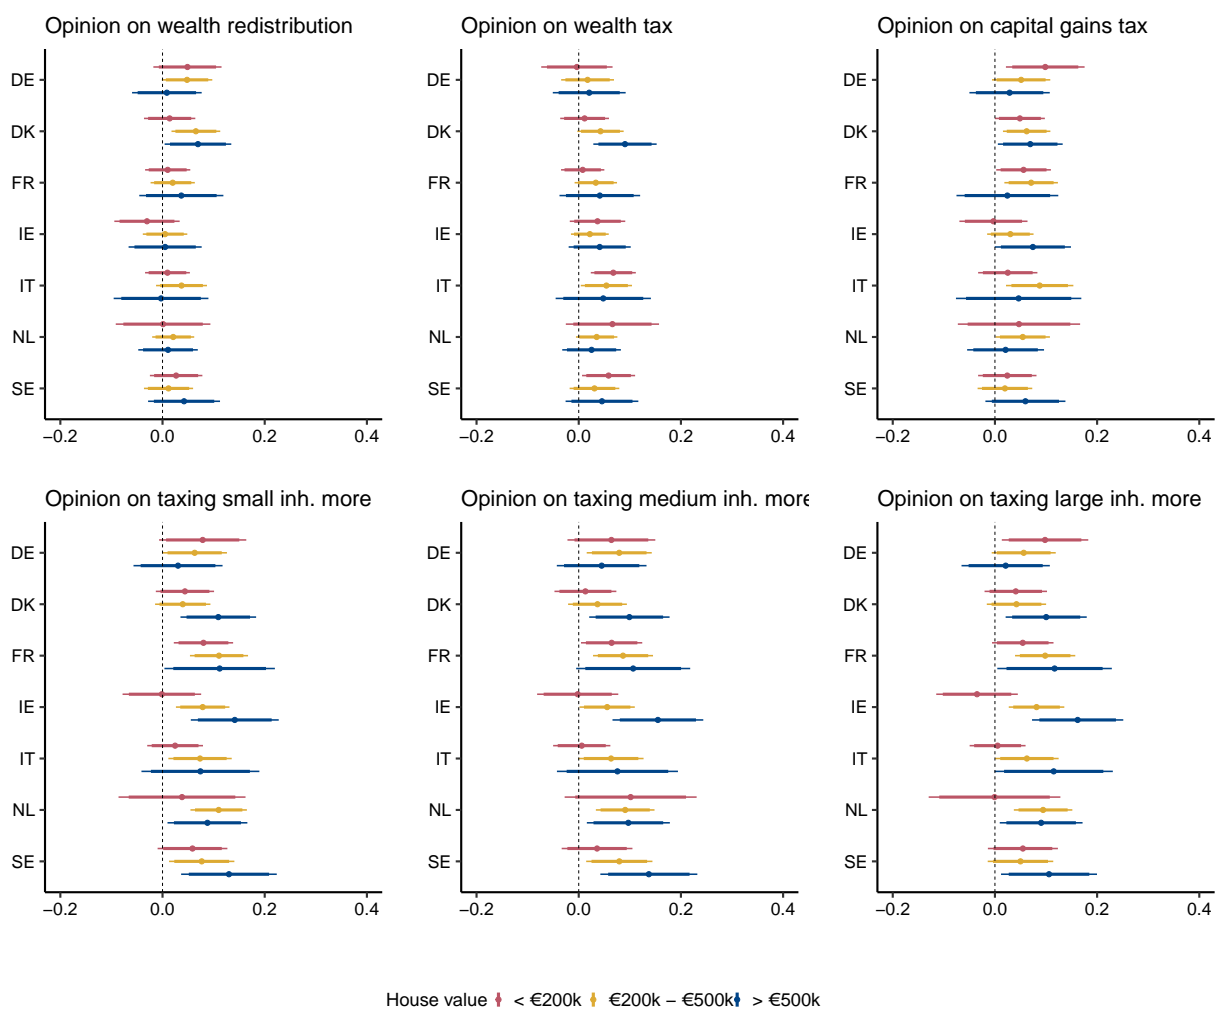 Opinion on wealth redistribution
Opinion on wealth tax
Opinion on capital gains tax
DE
DK
FR
IE
IT
NL
SE
−0.2 0.0 0.2 0.4
DE
DK
FR
IE
IT
NL
SE
−0.2 0.0 0.2 0.4
DE
DK
FR
IE
IT
NL
SE
−0.2 0.0 0.2 0.4
Opinion on taxing small inh. more
Opinion on taxing medium inh. more
Opinion on taxing large inh. more
DE
DK
FR
IE
IT
NL
SE
−0.2 0.0 0.2 0.4
DE
DK
FR
IE
IT
NL
SE
−0.2 0.0 0.2 0.4
DE
DK
FR
IE
IT
NL
SE
−0.2 0.0 0.2 0.4
House value < €200k €200k − €500k > €500k